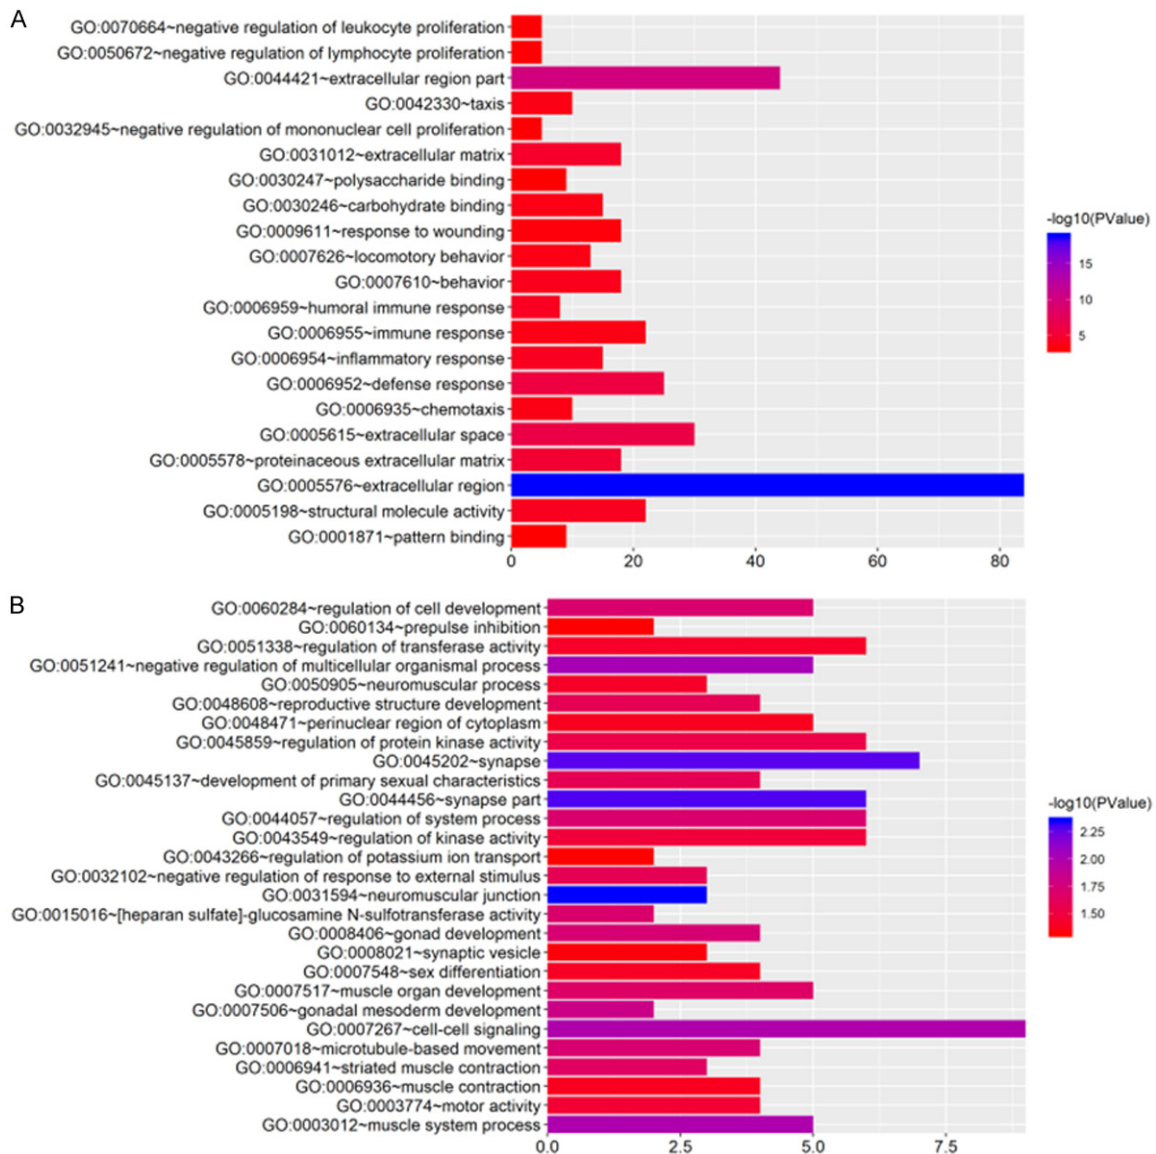 A
GO:0070664~negative regulation of leukocyte proliferation
GO:0050672~negative regulation of lymphocyte proliferation
GO:0044421~extracellular region part
GO:0042330~taxis
GO:0032945~negative regulation of mononuclear cell proliferation
GO:0031012~extracellular matrix
GO:0030247~polysaccharide binding
GO:0030246~carbohydrate binding
GO:0009611~response to wounding
GO:0007626~locomotory behavior
GO:0007610~behavior
GO:0006959~humoral immune response
GO:0006955~immune response
GO:0006954~inflammatory response
GO:0006952~defense response
GO:0006935~chemotaxis
GO:0005615~extracellular space
GO:0005578~proteinaceous extracellular matrix
GO:0005576~extracellular region
GO:0005198~structural molecule activity
GO:0001871~pattern binding
0 20 40 60 80
-log10(PValue)
15
10
5
B
GO:0060284~regulation of cell development
GO:0060134~prepulse inhibition
GO:0051338~regulation of transferase activity
GO:0051241~negative regulation of multicellular organismal process
GO:0050905~neuromuscular process
GO:0048608~reproductive structure development
GO:0048471~perinuclear region of cytoplasm
GO:0045859~regulation of protein kinase activity
GO:0045202~synapse
GO:0045137~development of primary sexual characteristics
GO:0044456~synapse part
GO:0044057~regulation of system process
GO:0043549~regulation of kinase activity
GO:0043266~regulation of potassium ion transport
GO:0032102~negative regulation of response to external stimulus
GO:0031594~neuromuscular junction
GO:0015016~[heparan sulfate]-glucosamine N-sulfotransferase activity
GO:0008406~gonad development
GO:0008021~synaptic vesicle
GO:0007548~sex differentiation
GO:0007517~muscle organ development
GO:0007506~gonadal mesoderm development
GO:0007267~cell-cell signaling
GO:0007018~microtubule-based movement
GO:0006941~striated muscle contraction
GO:0006936~muscle contraction
GO:0003774~motor activity
GO:0003012~muscle system process
0.0 2.5 5.0 7.5
-log10(PValue)
2.25
2.00
1.75
1.50